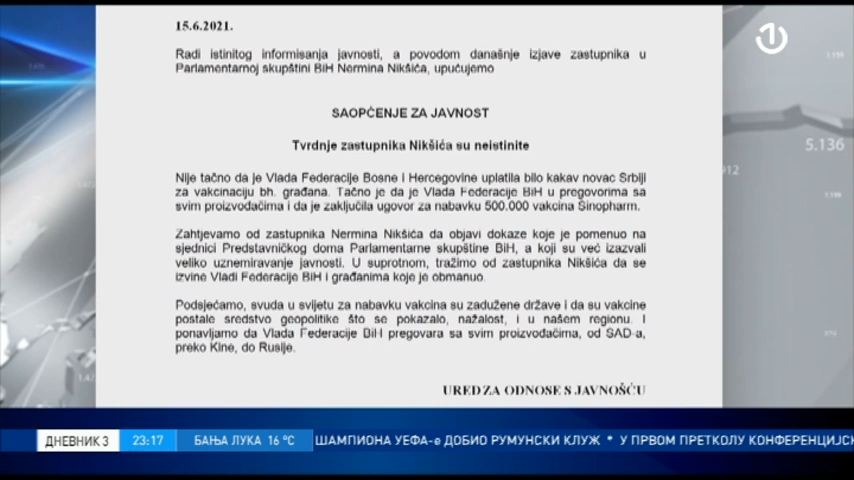 15.6.2021.
Radi istinitog informisanja javnosti, a povodom današnje izjave zastupnika u
Parlamentarnoj skupštini BiH Nermina Nikšića, upućujemo
SAOPĆENJE ZA JAVNOST
Tvrdnje zastupnika Nikšića su neistinite
Nije tačno da je Vlada Federacije Bosne i Hercegovine uplatila bilo kakav novac Srbiji
za vakcinaciju bh. građana. Tačno je da je Vlada Federacije BiH u pregovorima sa
svim proizvođačima i da je zaključila ugovor za nabavku 500.000 vakcina Sinopharm.
Zahtjevamo od zastupnika Nermina Nikšića da objavi dokaze koje je pomenuo na
sjednici Predstavničkog doma Parlamentarne skupštine BiH, a koji su već izazvali
veliko uznemiravanje javnosti. U suprotnom, tražimo od zastupnika Nikšića da se
izvine Vladi Federacije BiH i građanima koje je obmanuo.
Podsjećamo, svuda u svijetu za nabavku vakcina su zadužene države i da su vakcine
postale sredstvo geopolitike što se pokazalo, nažalost, i u našem regionu. I
ponavljamo da Vlada Federacije BiH pregovara sa svim proizvođačima, od SAD-a,
preko Kine, do Rusije.
URED ZA ODNOSE S JAVNOŠĆU
1
5.136
912
ДНЕВНИК 3 23:17 БАЊА ЛУКА 16 °C ШАМПИОНА УЕФА-е ДОБИО РУМУНСКИ КЛУЖ * У ПРВОМ ПРЕТКОЛУ КОНФЕРЕНЦИЈСК